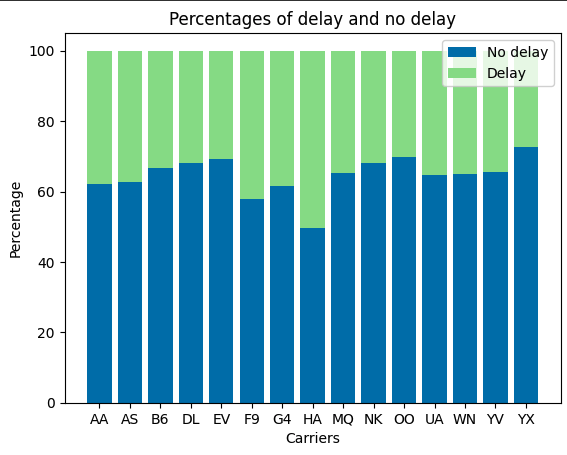 Percentages of delay and no delay
No delay
Delay
100
80
60
40
20
0
Percentage
AA AS B6 DL EV F9 G4 HA MQ NK OO UA WN YV YX
Carriers